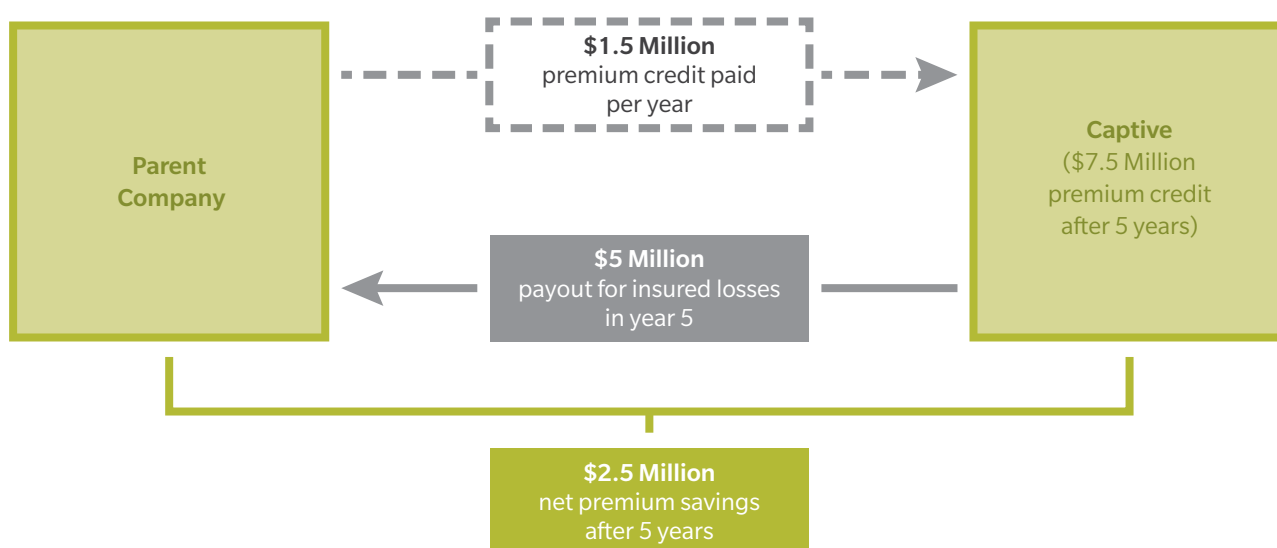 $1.5 Million
premium credit paid
per year
Parent
Company
Captive
($7.5 Million
premium credit
after 5 years)
$5 Million
payout for insured losses
in year 5
$2.5 Million
net premium savings
after 5 years